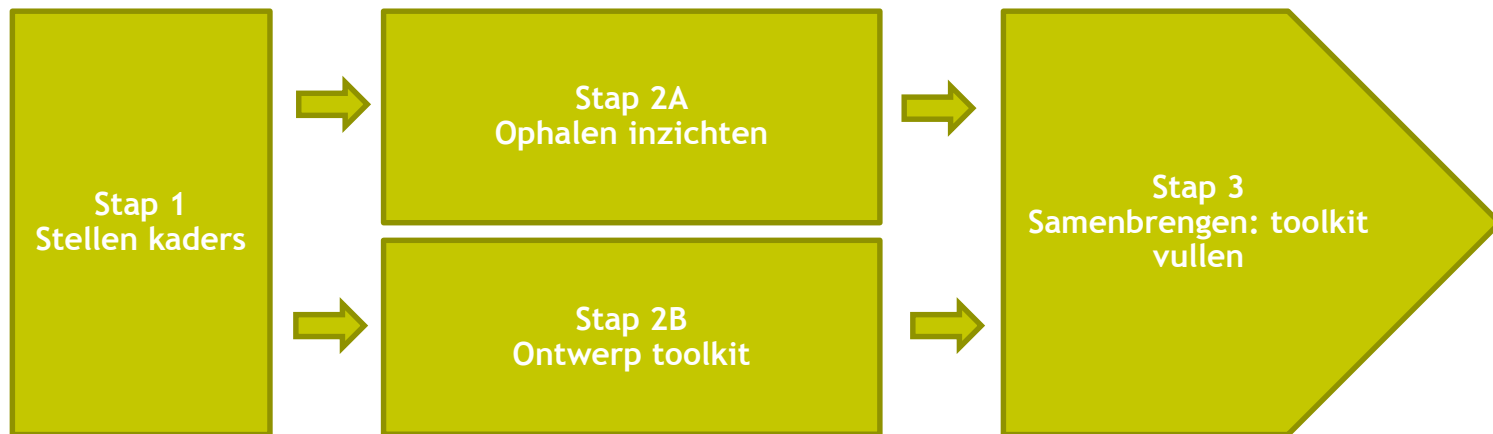 Stap 1
Stellen kaders
Stap 2A
Ophalen inzichten
Stap 2B
Ontwerp toolkit
Stap 3
Samenbrengen: toolkit
vullen